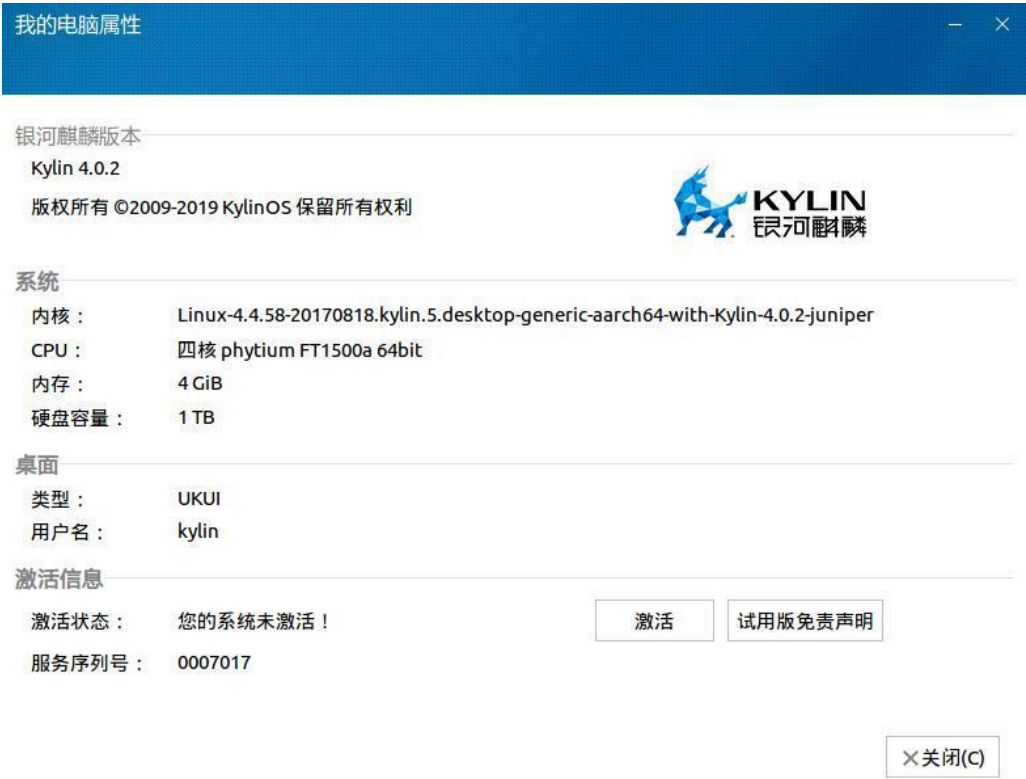 我的电脑属性
银河麒麟版本
Kylin 4.0.2
版权所有 ©2009-2019 KylinOS 保留所有权利
KYLIN
银河麒麟
系统
内核： Linux-4.4.58-20170818.kylin.5.desktop-generic-aarch64-with-Kylin-4.0.2-juniper
CPU： 四核 phytium FT1500a 64bit
内存： 4 GiB
硬盘容量： 1 TB
桌面
类型： UKUI
用户名： kylin
激活信息
激活状态： 您的系统未激活！ 激活 试用版免责声明
服务序列号： 0007017
关闭(C)